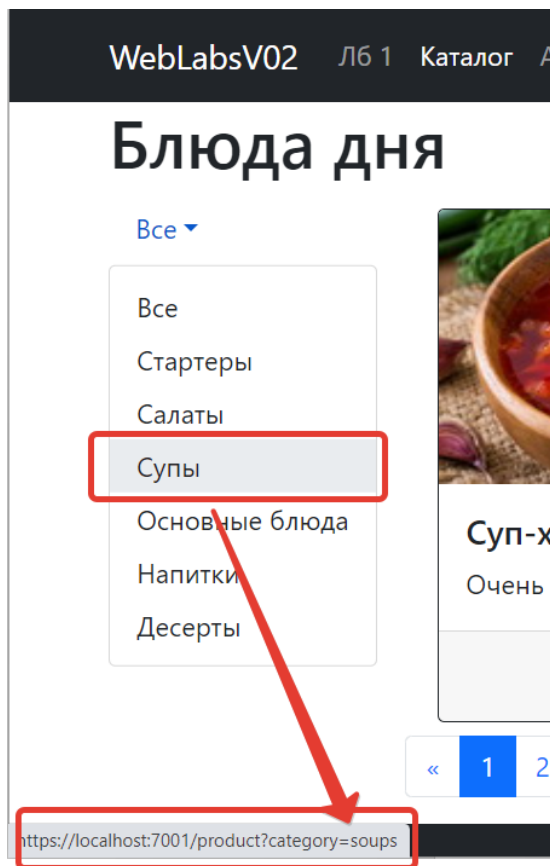 WebLabsV02 Лб 1 Каталог
Блюда дня
Все
Все
Стартеры
Салаты
Супы
Основные блюда
Напитки
Десерты
Очень
« 1 2
https://localhost:7001/product?category=soups